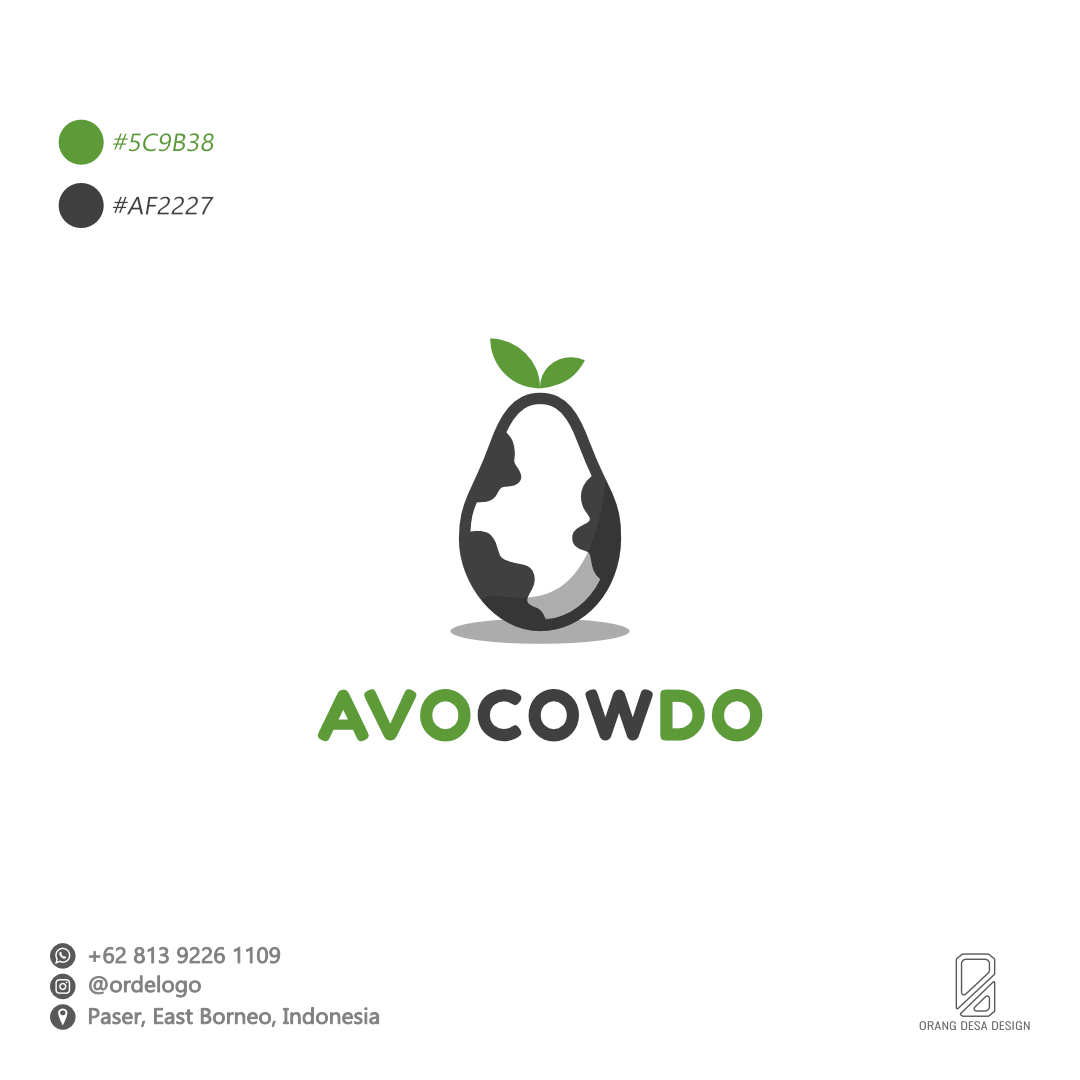 #5C9B38
#AF2227
AVOCOWDO
+62 813 9226 1109
@ordelogo
Paser, East Borneo, Indonesia
ORANG DESA DESIGN